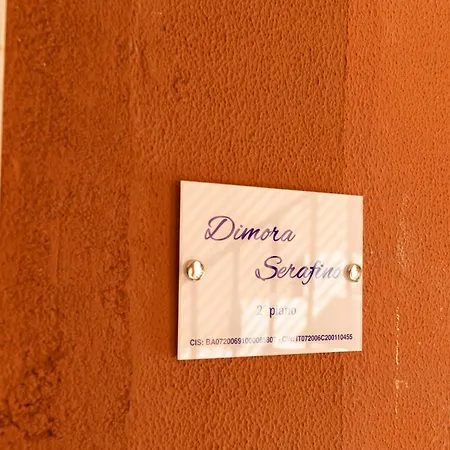 Dimora
Serafino
2° piano
CIS: IT072006C200110455